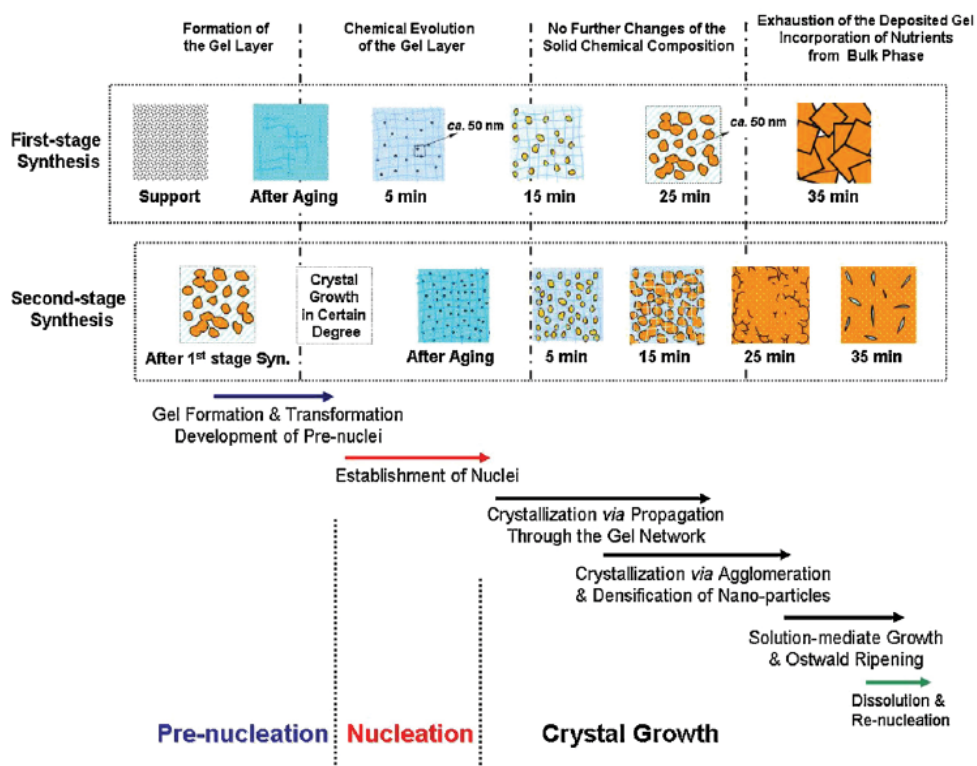 Formation of
the Gel Layer
Chemical Evolution
of the Gel Layer
No Further Changes of the
Solid Chemical Composition
Exhaustion of the Deposited Gel
Incorporation of Nutrients
from Bulk Phase
First-stage
Synthesis
ca. 50 nm
ca. 50 nm
Support
After Aging
5 min
15 min
25 min
35 min
Second-stage
Synthesis
Crystal
Growth
in Certain
Degree
After 1st stage Syn.
After Aging
5 min
15 min
25 min
35 min
Gel Formation & Transformation
Development of Pre-nuclei
Establishment of Nuclei
Crystallization via Propagation
Through the Gel Network
Crystallization via Agglomeration
& Densification of Nano-particles
Solution-mediate Growth
& Ostwald Ripening
Dissolution &
Re-nucleation
Pre-nucleation
Nucleation
Crystal Growth